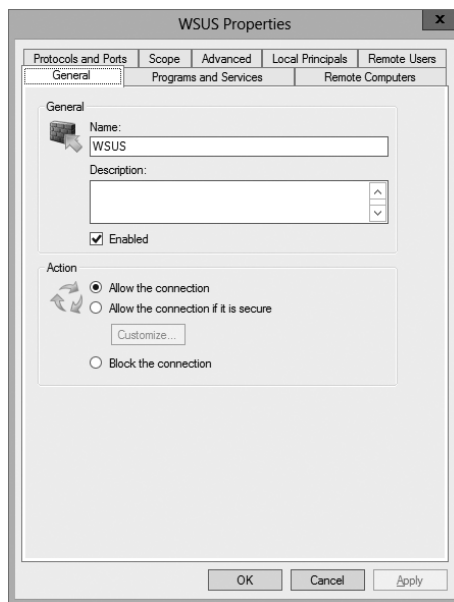 WSUS Properties
x
Protocols and Ports Scope Advanced Local Principals Remote Users
General Programs and Services Remote Computers
General
Name:
WSUS
Description:
Enabled
Action
Allow the connection
Allow the connection if it is secure
Customize...
Block the connection
OK Cancel Apply